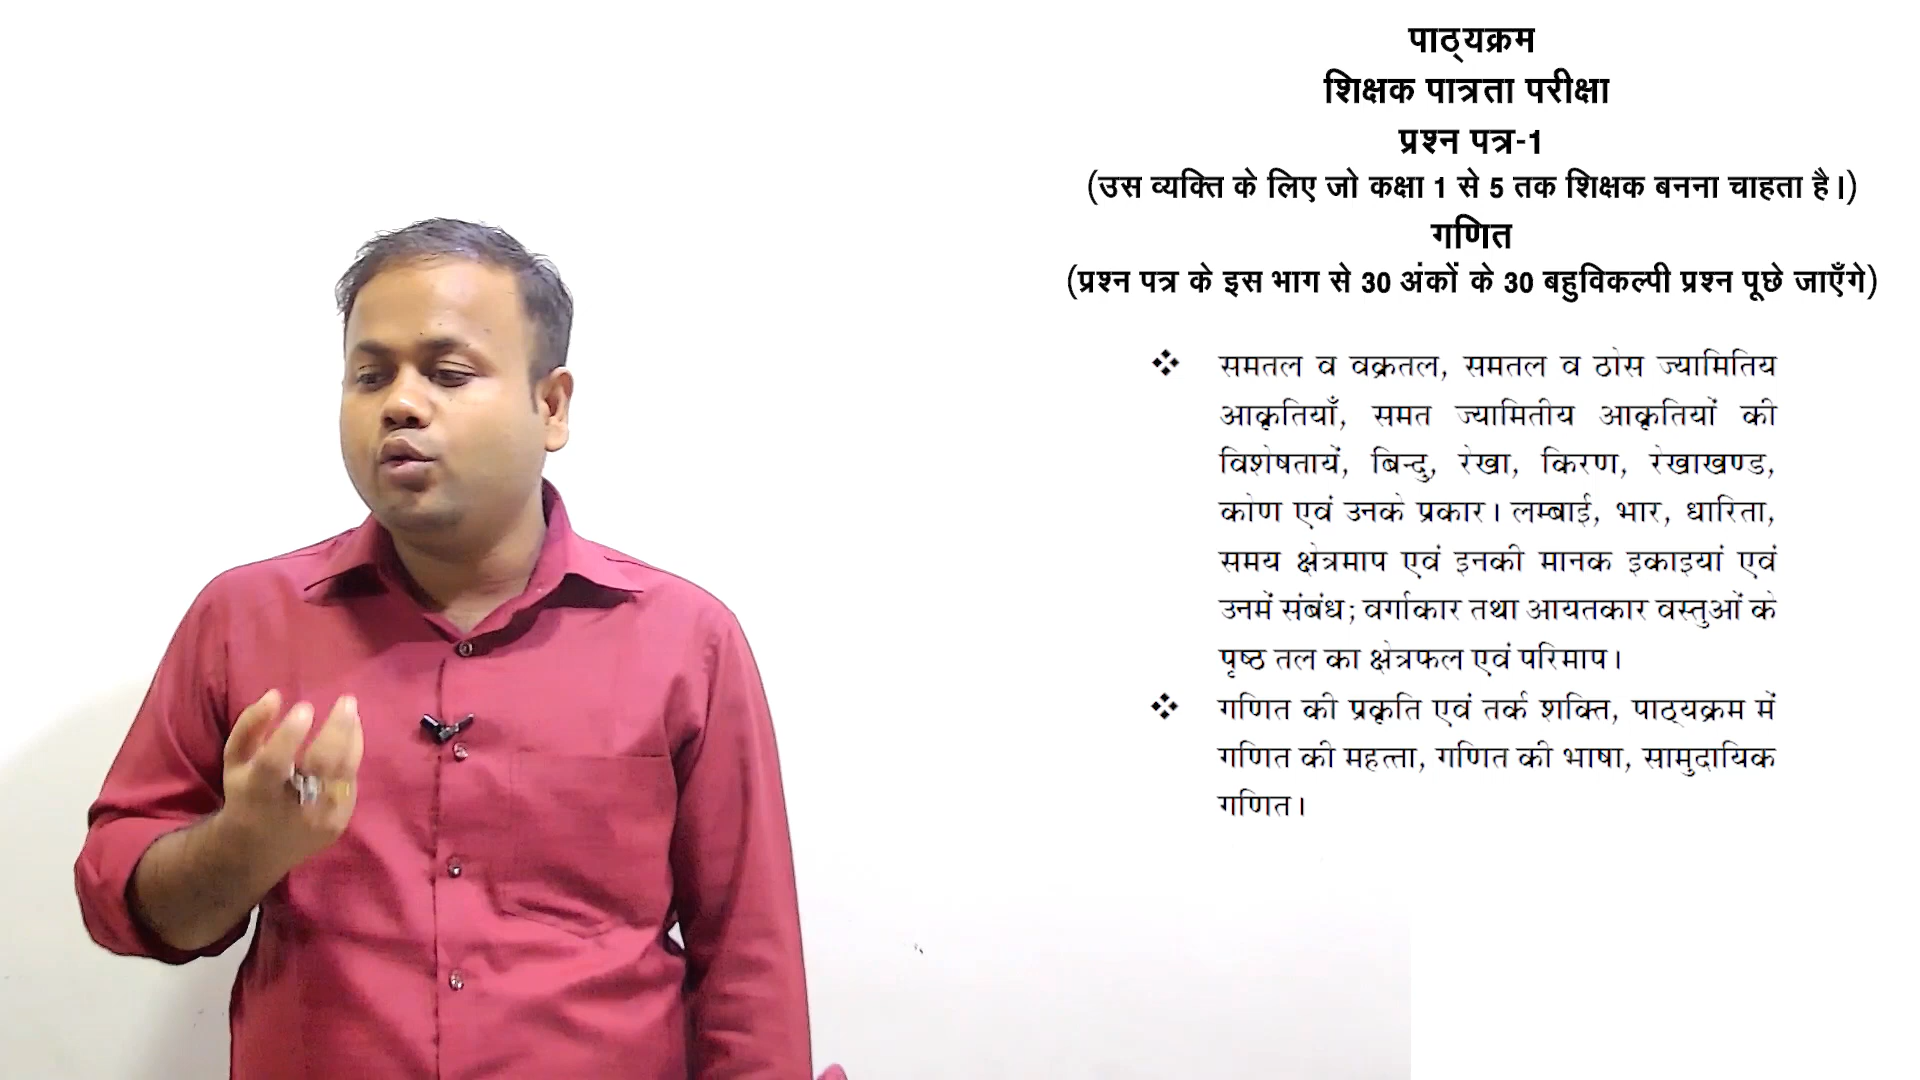 पाठ्यक्रम
शिक्षक पात्रता परीक्षा
प्रश्न पत्र-1
(उस व्यक्ति के लिए जो कक्षा 1 से 5 तक शिक्षक बनना चाहता है।)
गणित
(प्रश्न पत्र के इस भाग से 30 अंकों के 30 बहुविकल्पी प्रश्न पूछे जाएँगे)
❖ समतल व वक्रतल, समतल व ठोस ज्यामितिय
आकृतियाँ, समत ज्यामितीय आकृतियों की
विशेषतायें, बिन्दु, रेखा, किरण, रेखाखण्ड,
कोण एवं उनके प्रकार। लम्बाई, भार, धारिता,
समय क्षेत्रमाप एवं इनकी मानक इकाइयां एवं
उनमें संबंध; वर्गाकार तथा आयतकार वस्तुओं के
पृष्ठ तल का क्षेत्रफल एवं परिमाप।
❖ गणित की प्रकृति एवं तर्क शक्ति, पाठ्यक्रम में
गणित की महत्ता, गणित की भाषा, सामुदायिक
गणित।